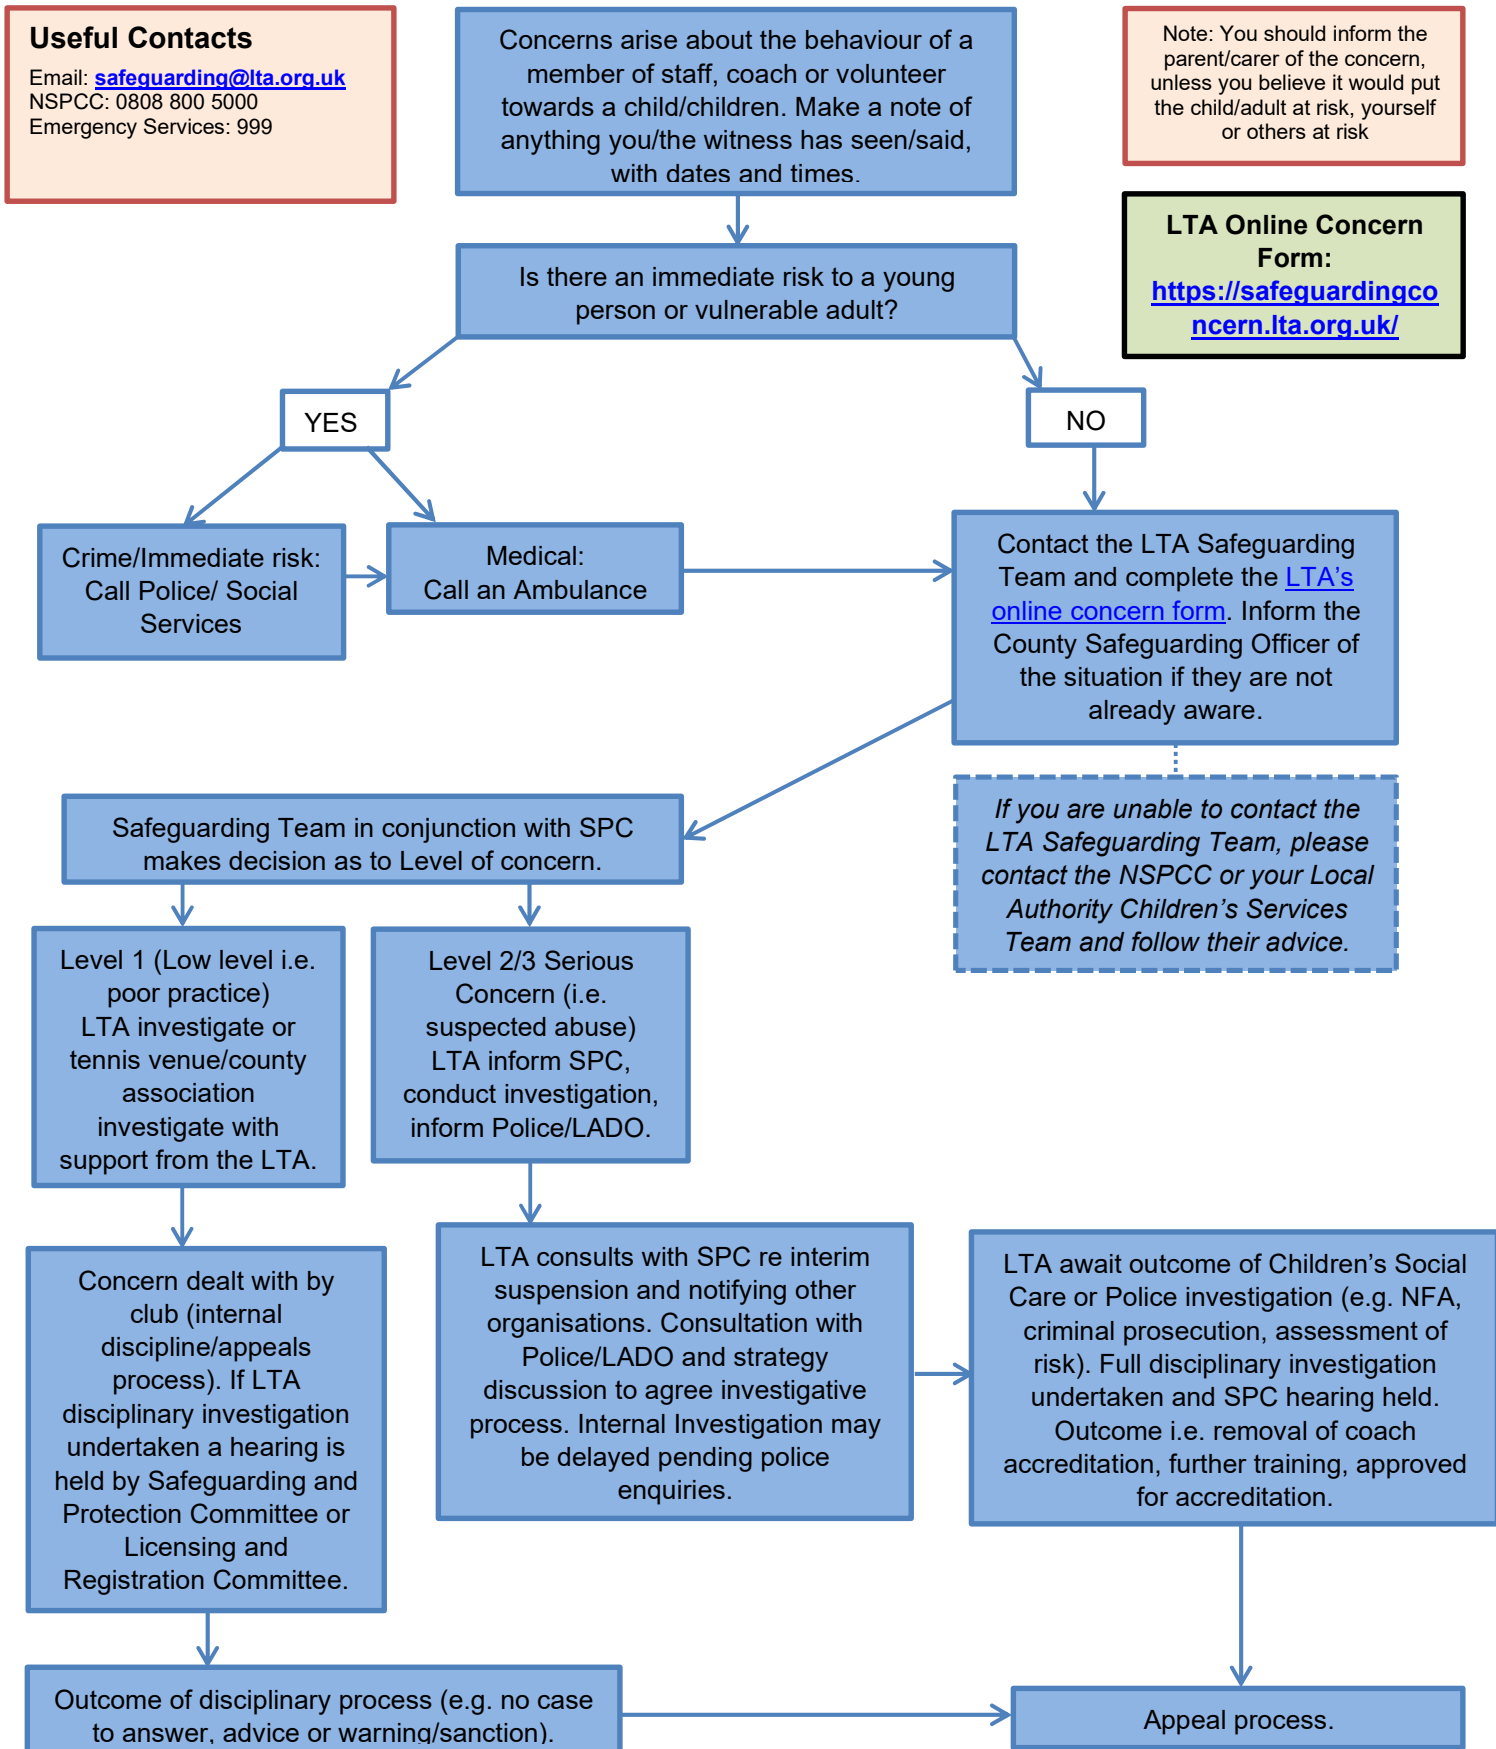 Useful Contacts
Email: safeguarding@lta.org.uk
NSPCC: 0808 800 5000
Emergency Services: 999
Concerns arise about the behaviour of a
member of staff, coach or volunteer
towards a child/children. Make a note of
anything you/the witness has seen/said,
with dates and times.
Note: You should inform the
parent/carer of the concern,
unless you believe it would put
the child/adult at risk, yourself
or others at risk
LTA Online Concern
Form:
https://safeguardingco
ncern.lta.org.uk/
Is there an immediate risk to a young
person or vulnerable adult?
YES
NO
Crime/Immediate risk:
Call Police/ Social
Services
Medical:
Call an Ambulance
Contact the LTA Safeguarding
Team and complete the LTA’s
online concern form. Inform the
County Safeguarding Officer of
the situation if they are not
already aware.
If you are unable to contact the
LTA Safeguarding Team, please
contact the NSPCC or your Local
Authority Children’s Services
Team and follow their advice.
Safeguarding Team in conjunction with SPC
makes decision as to Level of concern.
Level 1 (Low level i.e.
poor practice)
LTA investigate or
tennis venue/county
association
investigate with
support from the LTA.
Level 2/3 Serious
Concern (i.e.
suspected abuse)
LTA inform SPC,
conduct investigation,
inform Police/LADO.
Concern dealt with by
club (internal
discipline/appeals
process). If LTA
disciplinary investigation
undertaken a hearing is
held by Safeguarding and
Protection Committee or
Licensing and
Registration Committee.
LTA consults with SPC re interim
suspension and notifying other
organisations. Consultation with
Police/LADO and strategy
discussion to agree investigative
process. Internal Investigation may
be delayed pending police
enquiries.
LTA await outcome of Children’s Social
Care or Police investigation (e.g. NFA,
criminal prosecution, assessment of
risk). Full disciplinary investigation
undertaken and SPC hearing held.
Outcome i.e. removal of coach
accreditation, further training, approved
for accreditation.
Outcome of disciplinary process (e.g. no case
to answer, advice or warning/sanction).
Appeal process.